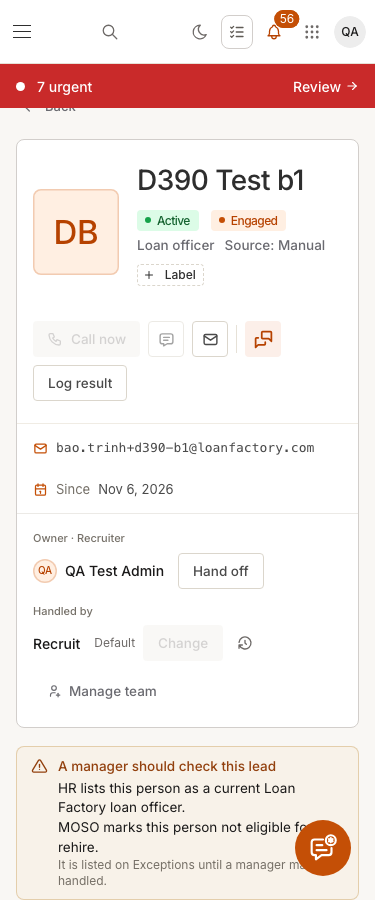 56
QA
7 urgent
Review →
Back
D390 Test b1
DB
Active
Engaged
Loan officer Source: Manual
+ Label
Call now
Log result
bao.trinh+d390-b1@loanfactory.com
Since Nov 6, 2026
Owner · Recruiter
QA QA Test Admin Hand off
Handled by
Recruit Default Change
Manage team
A manager should check this lead
HR lists this person as a current Loan
Factory loan officer.
MOSO marks this person not eligible
rehire.
It is listed on Exceptions until a manager
handled.